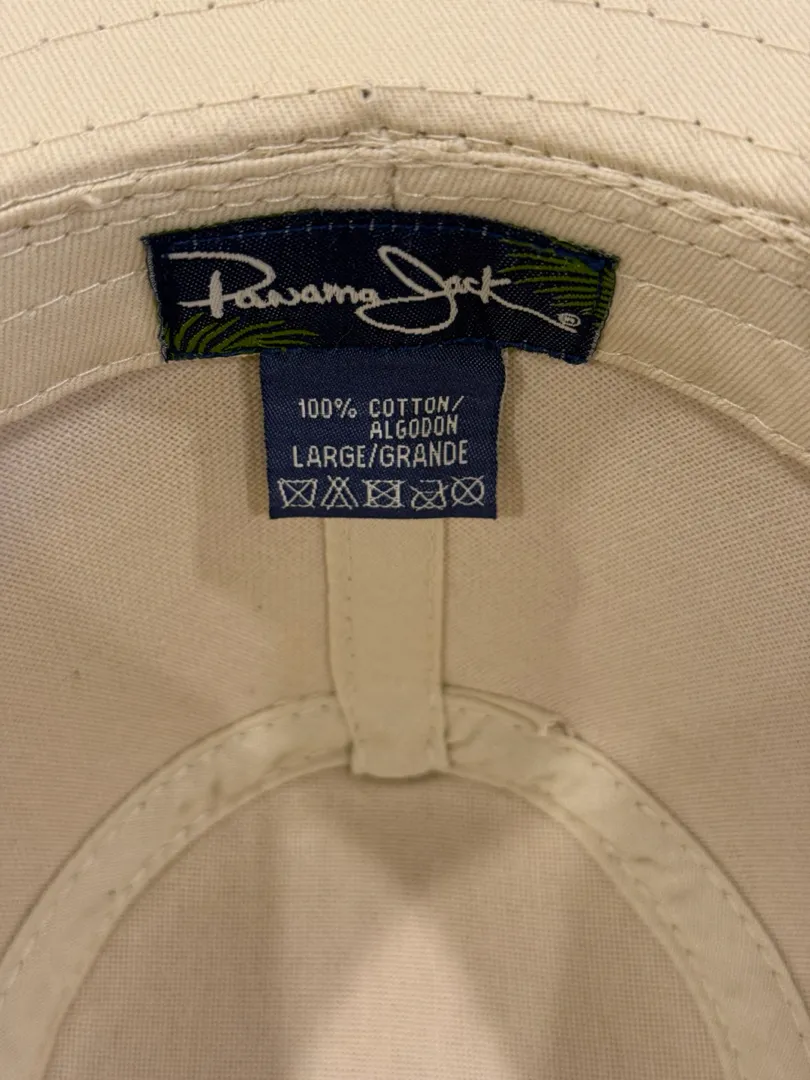 Panama Jack®
100% COTTON/
ALGODON
LARGE/GRANDE